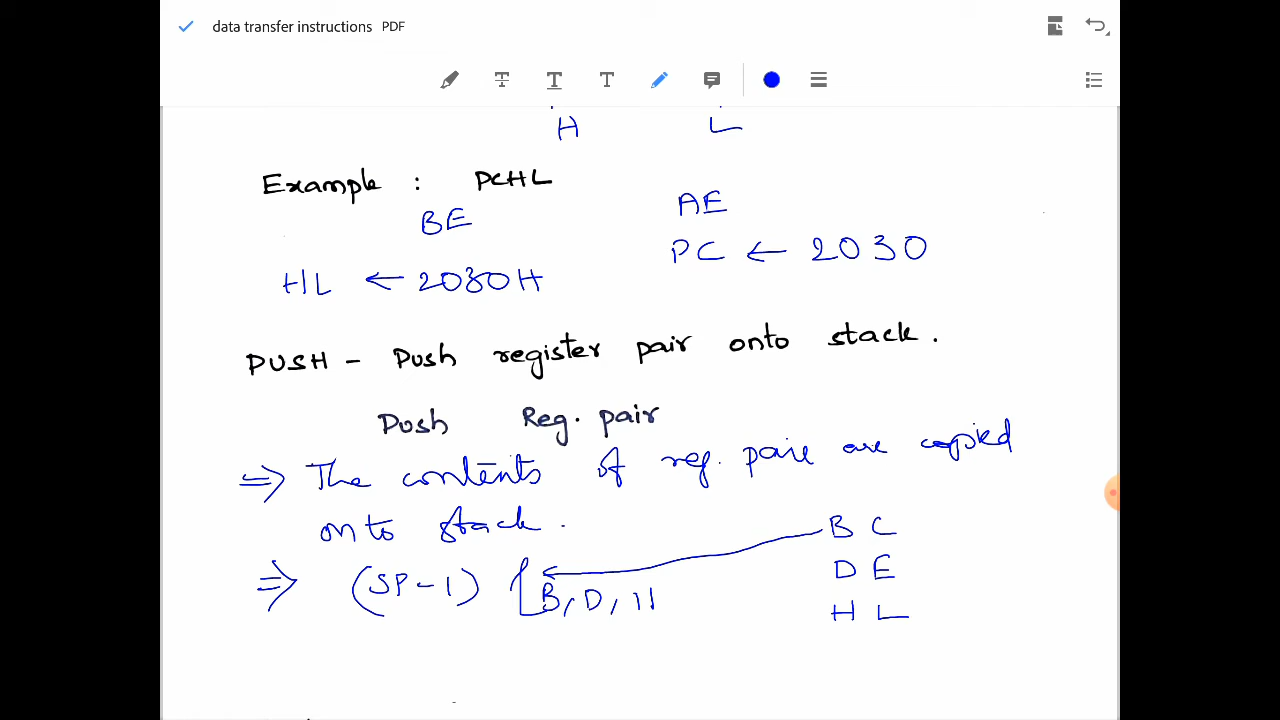 data transfer instructions PDF
H L
Example : PCHL
BE
AE
PC ← 2030
HL ← 2030H
PUSH - Push register pair onto stack.
Push Reg. pair
⇒ The contents of reg. pair are copied
onto stack.
B C
D E
⇒ (SP-1) [B, D, H
H L